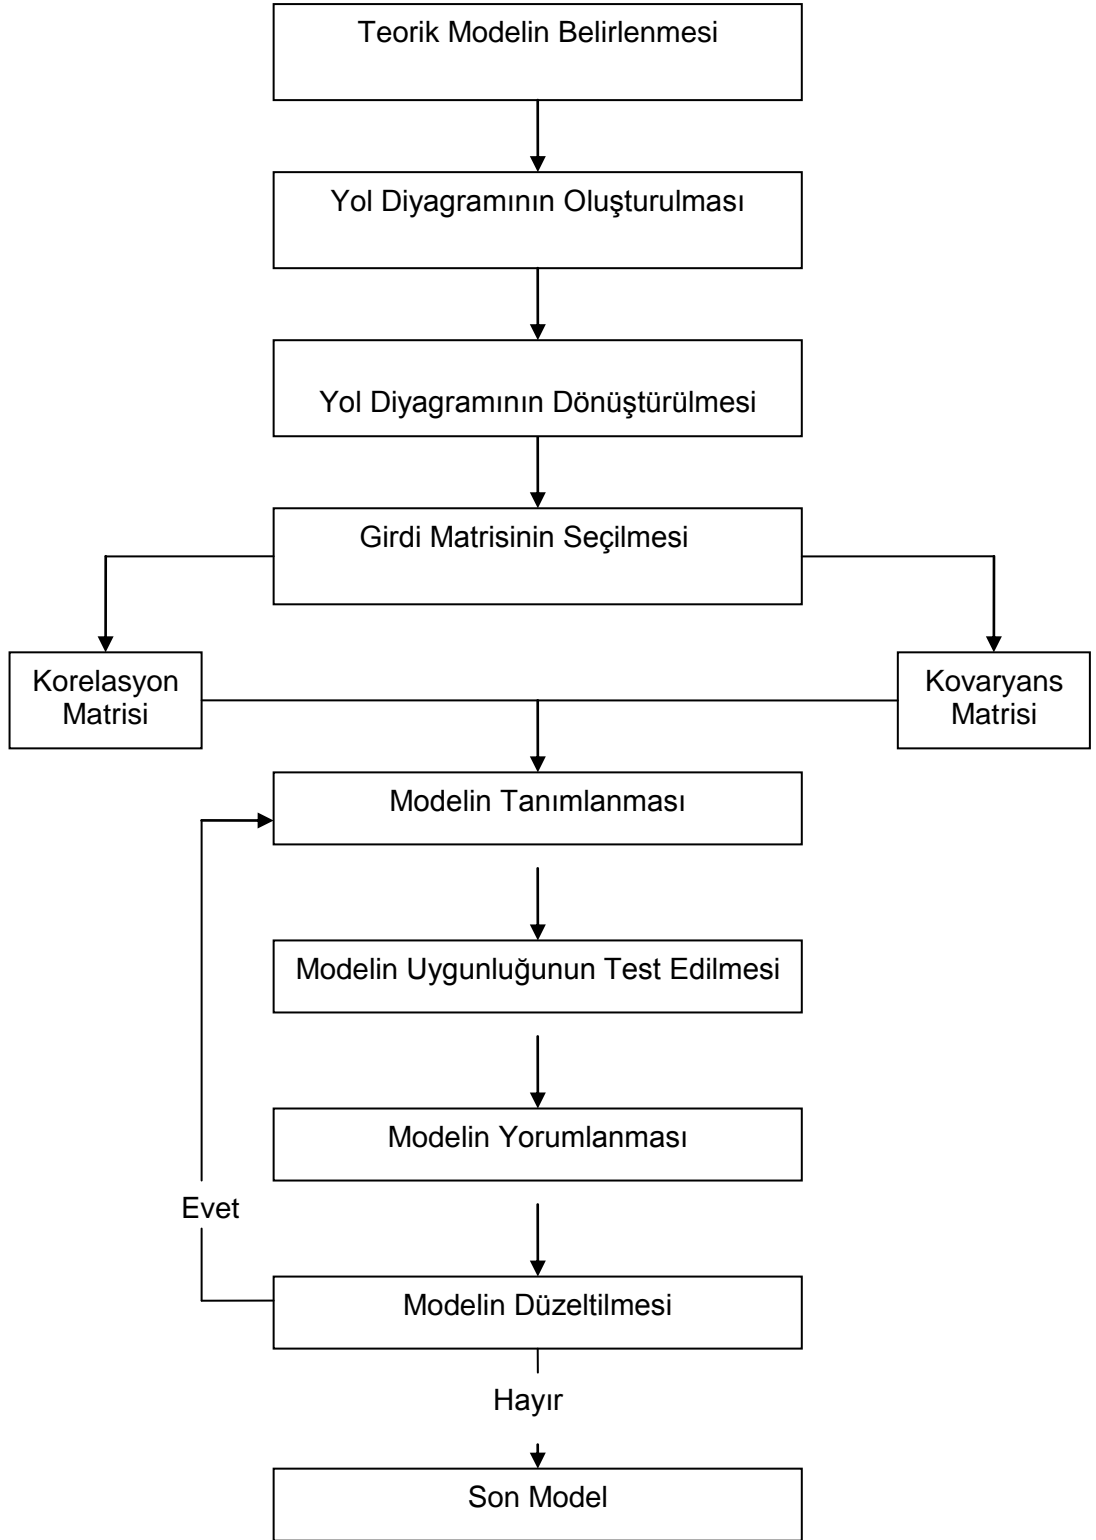 Teorik Modelin Belirlenmesi
Yol Diyagramının Oluşturulması
Yol Diyagramının Dönüştürülmesi
Girdi Matrisinin Seçilmesi
Korelasyon
Matrisi
Kovaryans
Matrisi
Modelin Tanımlanması
Modelin Uygunluğunun Test Edilmesi
Modelin Yorumlanması
Evet
Modelin Düzeltilmesi
Hayır
Son Model